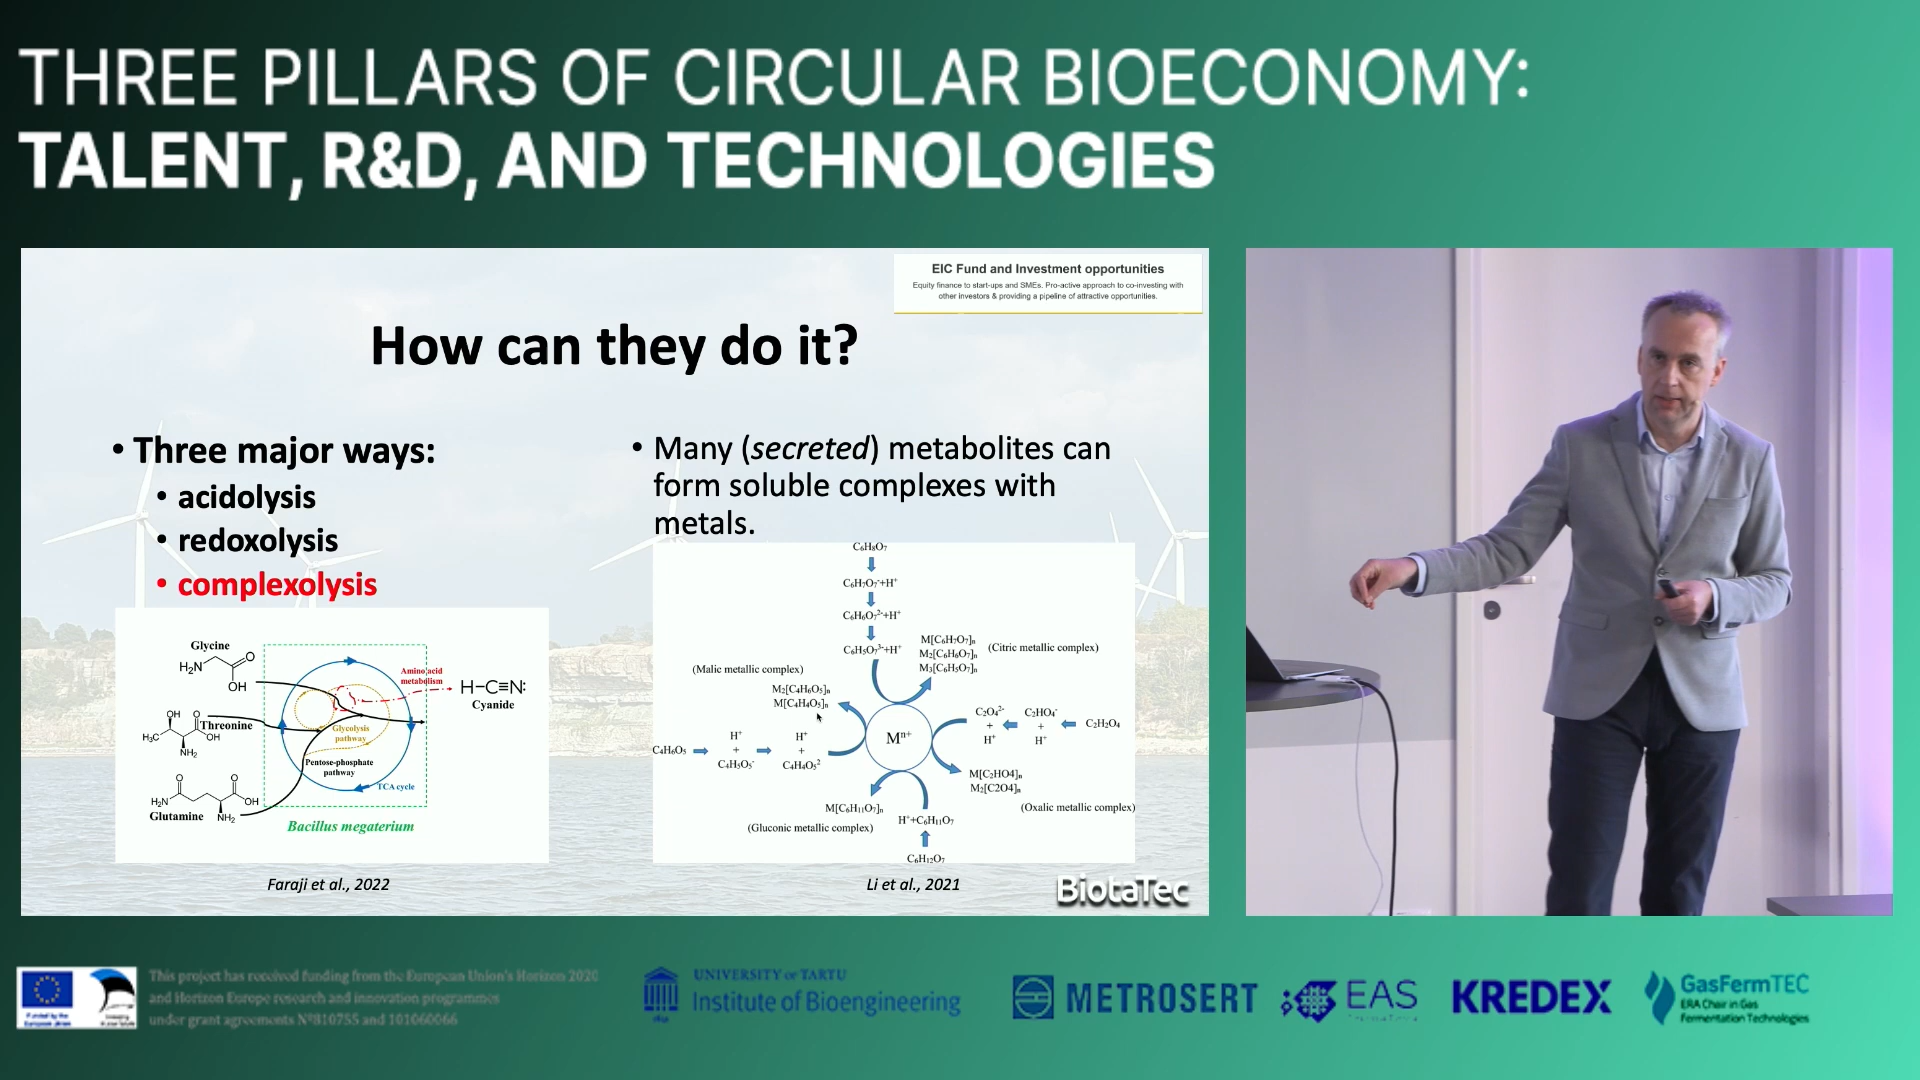 THREE PILLARS OF CIRCULAR BIOECONOMY:
TALENT, R&D, AND TECHNOLOGIES
EIC Fund and Investment opportunities
Equity finance to start-ups and SMEs. Pro-active approach to co-investing with
other investors & providing a pipeline of attractive opportunities.
How can they do it?
• Three major ways:
• acidolysis
• redoxolysis
• complexolysis
Glycine
H₂N
O
OH
Amino acid
metabolism
H–C≡N:
Cyanide
OH
O
Threonine
H₃C
OH
NH₂
Glycolysis
pathway
Pentose-phosphate
pathway
TCA cycle
O
O
H₂N
OH
Glutamine
NH₂
Bacillus megaterium
Faraji et al., 2022
• Many (secreted) metabolites can
form soluble complexes with
metals.
C₆H₈O₇
C₆H₇O₇⁻+H⁺
C₆H₆O₇²⁻+H⁺
C₆H₅O₇³⁻+H⁺
M[C₆H₇O₇]ₙ
M₂[C₆H₆O₇]ₙ
M₃[C₆H₅O₇]ₙ
(Citric metallic complex)
(Malic metallic complex)
M₂[C₄H₆O₅]ₙ
M[C₄H₄O₅]ₙ
Mⁿ⁺
C₂O₄²⁻
+
H⁺
C₂HO₄⁻
+
H⁺
C₂H₂O₄
C₄H₆O₅
H⁺
+
C₄H₅O₅⁻
H⁺
+
C₄H₄O₅²
M[C2HO4]ₙ
M₂[C2O4]ₙ
(Oxalic metallic complex)
M[C₆H₁₁O₇]ₙ
(Gluconic metallic complex)
H⁺+C₆H₁₁O₇
C₆H₁₂O₇
Li et al., 2021
BiotaTec
This project has received funding from the European Union's Horizon 2020
and Horizon Europe research and innovation programmes
under grant agreements Nº810755 and 101060066
UNIVERSITY OF TARTU
Institute of Bioengineering
METROSERT
EAS
KREDEX
GasFermTEC
ERA Chair in Gas
Fermentation Technologies